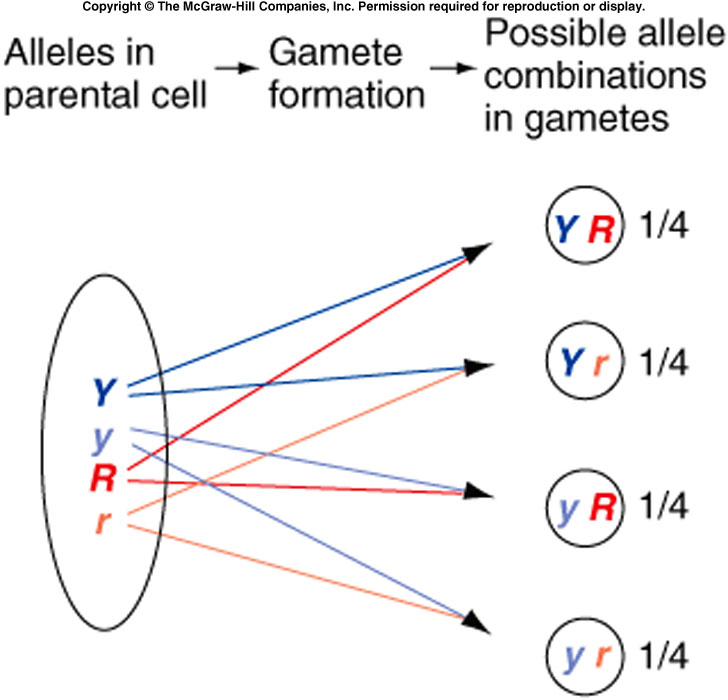 Copyright © The McGraw-Hill Companies, Inc. Permission required for reproduction or display.
Alleles in
parental cell
Gamete
formation
Possible allele
combinations
in gametes
Y
y
R
r
Y R 1/4
Y r 1/4
y R 1/4
y r 1/4